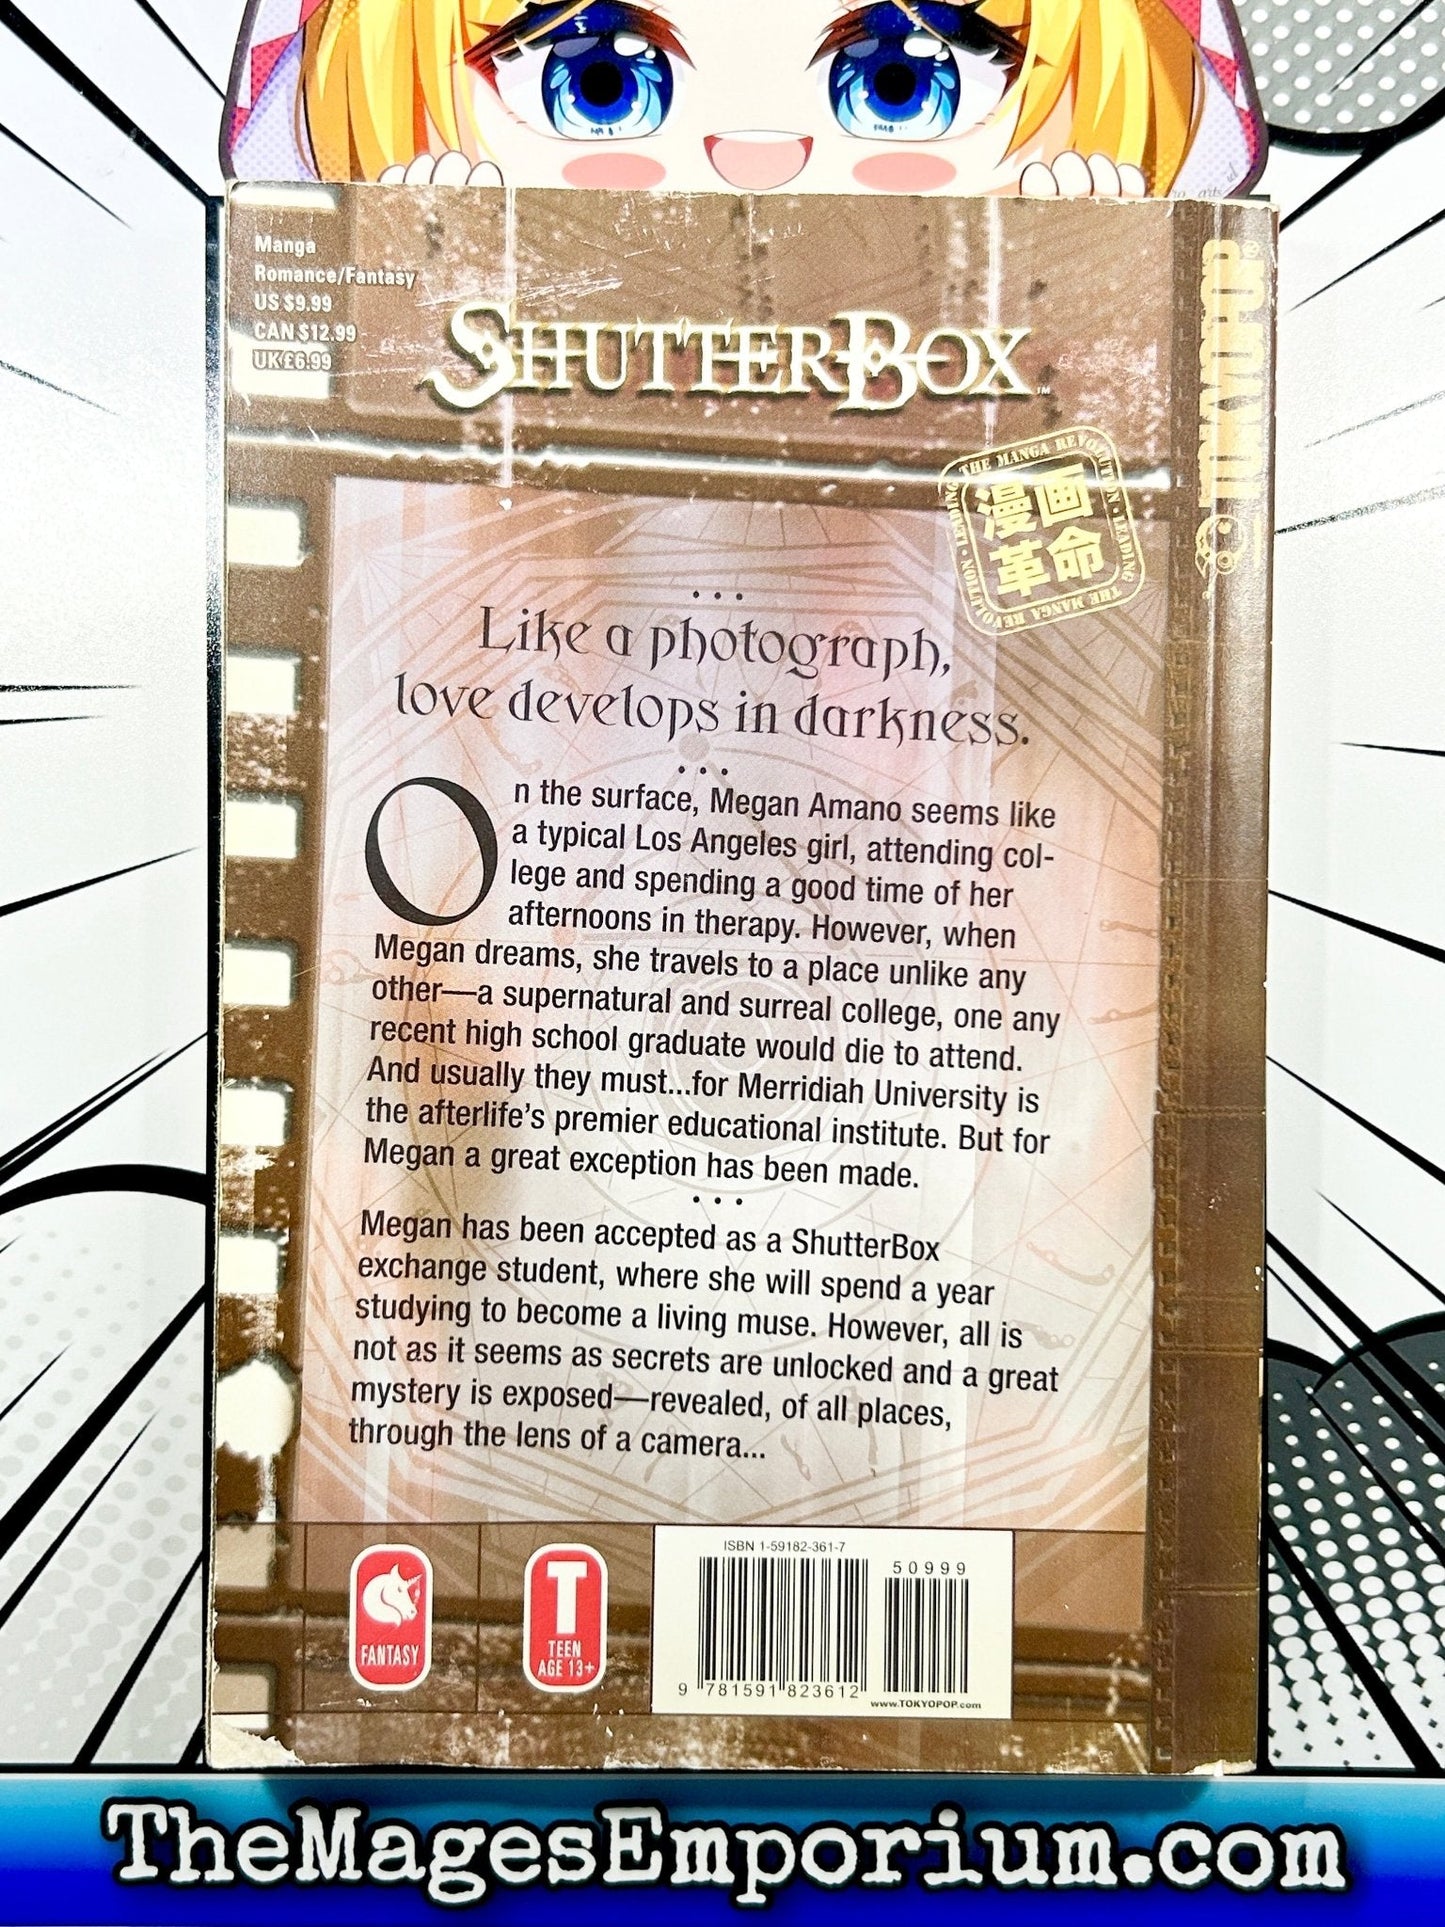 Manga
Romance/Fantasy
US $9.99
CAN $12.99
UK £6.99
SHUTTERBOX™
TOKYOPOP®
THE MANGA REVOLUTION • LEADING THE MANGA REVOLUTION • LEADING
漫画
革命
• • •
Like a photograph,
love develops in darkness.
• • •
On the surface, Megan Amano seems like
a typical Los Angeles girl, attending col-
lege and spending a good time of her
afternoons in therapy. However, when
Megan dreams, she travels to a place unlike any
other—a supernatural and surreal college, one any
recent high school graduate would die to attend.
And usually they must...for Merridiah University is
the afterlife's premier educational institute. But for
Megan a great exception has been made.
• • •
Megan has been accepted as a ShutterBox
exchange student, where she will spend a year
studying to become a living muse. However, all is
not as it seems as secrets are unlocked and a great
mystery is exposed—revealed, of all places,
through the lens of a camera...
FANTASY
T
TEEN
AGE 13+
ISBN 1-59182-361-7
50999
9 781591 823612
www.TOKYOPOP.com
TheMagesEmporium.com